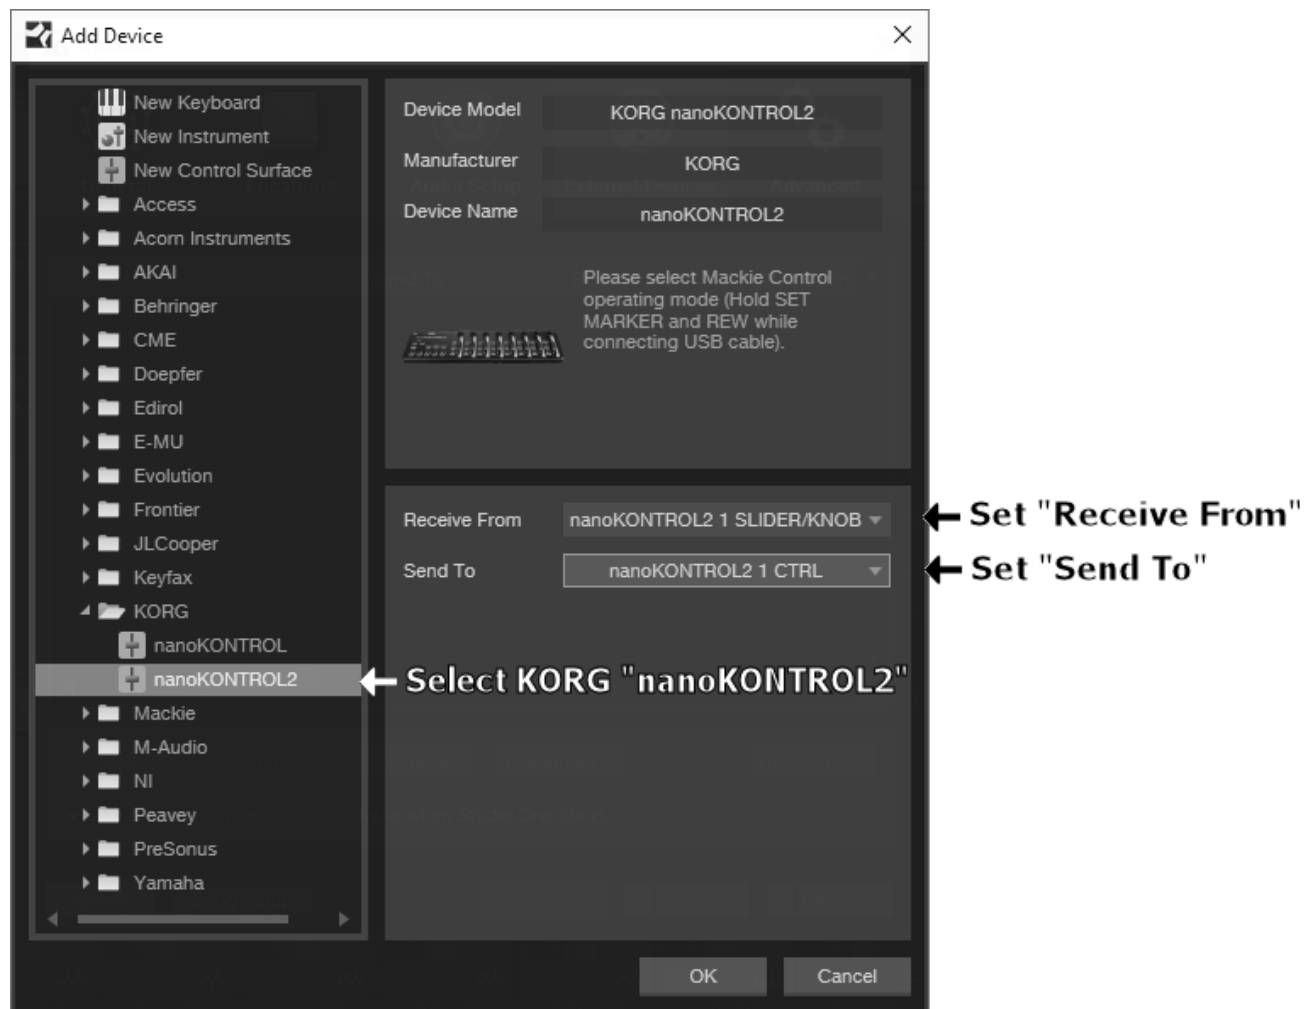 Add Device
New Keyboard
New Instrument
New Control Surface
Access
Acorn Instruments
AKAI
Behringer
CME
Doepfer
Edirol
E-MU
Evolution
Frontier
JLCooper
Keyfax
KORG
nanoKONTROL
nanoKONTROL2
Mackie
M-Audio
NI
Peavey
PreSonus
Yamaha
Device Model KORG nanoKONTROL2
Manufacturer KORG
Device Name nanoKONTROL2
Please select Mackie Control
operating mode (Hold SET
MARKER and REW while
connecting USB cable).
Receive From nanoKONTROL2 1 SLIDER/KNOB
Send To nanoKONTROL2 1 CTRL
Set "Receive From"
Set "Send To"
Select KORG "nanoKONTROL2"
OK Cancel